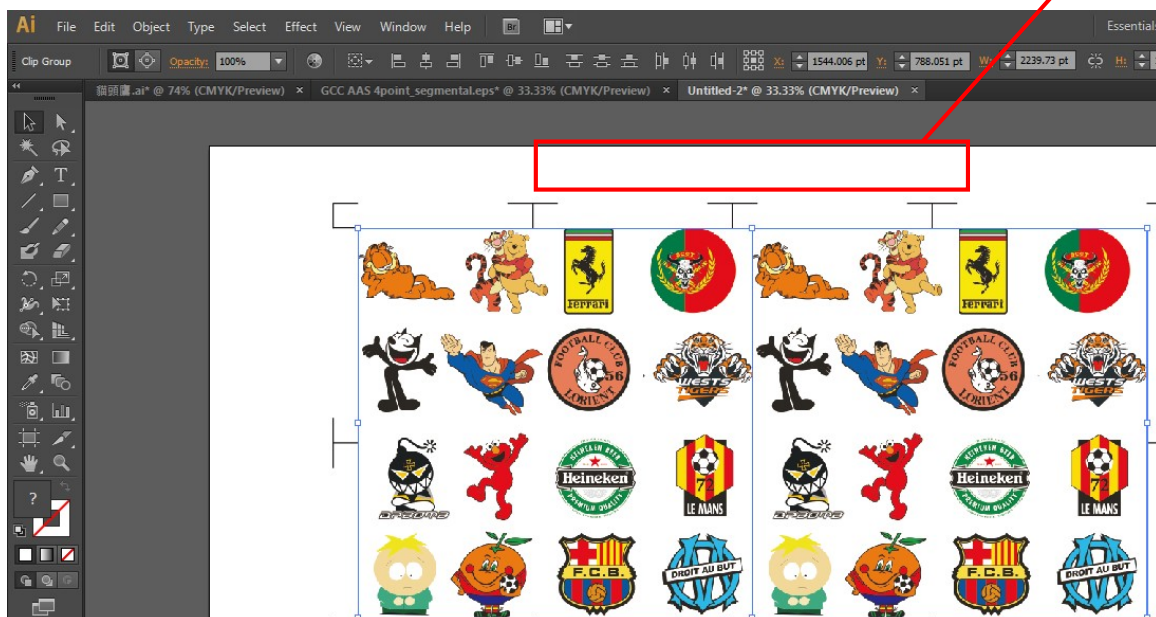 Ai File Edit Object Type Select Effect View Window Help Br Essentials
Clip Group Opacity: 100% X: 1544.006 pt Y: 788.051 pt W: 2239.73 pt H:
貓頭鷹.ai* @ 74% (CMYK/Preview) × GCC AAS 4point_segmental.eps* @ 33.33% (CMYK/Preview) × Untitled-2* @ 33.33% (CMYK/Preview) ×
T
Ferrari Ferrari
FOOTBALL CLUB 56 LORIENT WESTS TIGERS FOOTBALL CLUB 56 LORIENT WESTS TIGERS
Heineken PREMIUM QUALITY 72 LE MANS Heineken PREMIUM QUALITY 72 LE MANS
?
F.C.B. DROIT AU BUT F.C.B. DROIT AU BUT